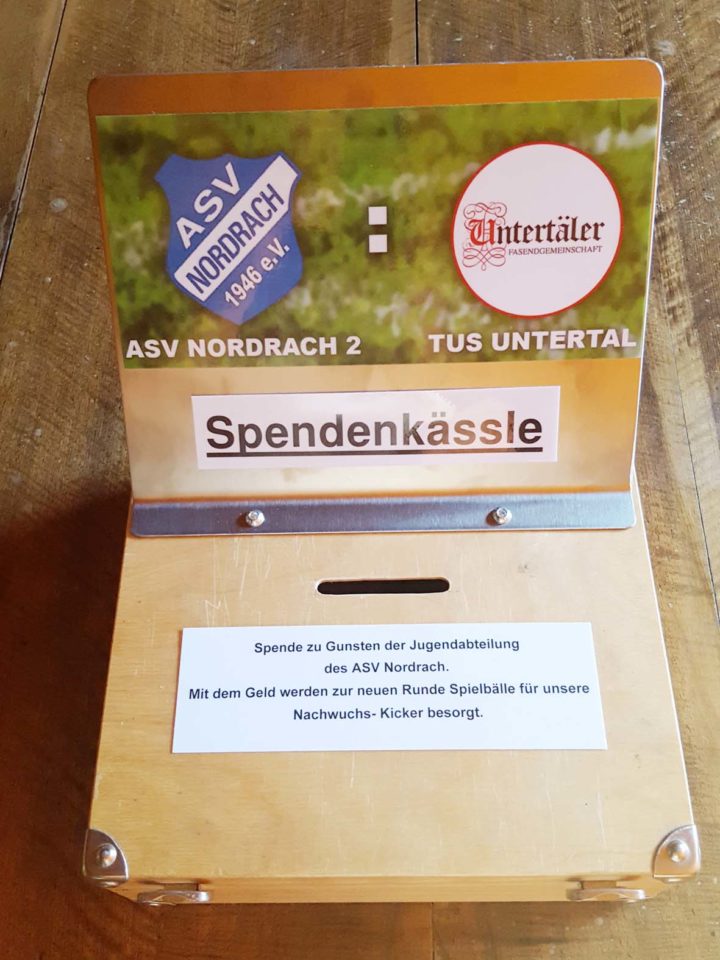 ASV
NORDRACH
1946 e.V.
:
Untertäler
FASENDGEMEINSCHAFT
ASV NORDRACH 2
TUS UNTERTAL
Spendenkässle
Spende zu Gunsten der Jugendabteilung
des ASV Nordrach.
Mit dem Geld werden zur neuen Runde Spielbälle für unsere
Nachwuchs- Kicker besorgt.